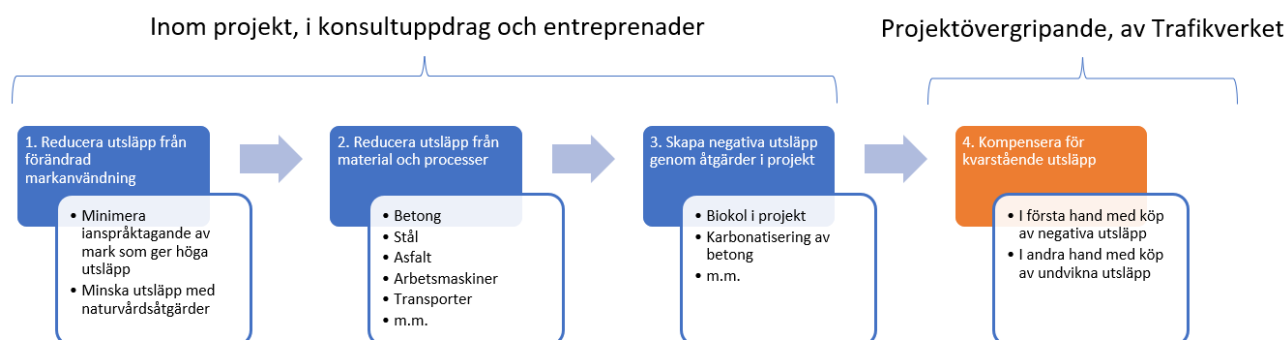 Inom projekt, i konsultuppdrag och entreprenader
Projektövergripande, av Trafikverket
1. Reducera utsläpp från
förändrad
markanvändning
• Minimera
ianspråktagande av
mark som ger höga
utsläpp
• Minska utsläpp med
naturvårdsåtgärder
2. Reducera utsläpp från
material och processer
• Betong
• Stål
• Asfalt
• Arbetsmaskiner
• Transporter
• m.m.
3. Skapa negativa utsläpp
genom åtgärder i projekt
• Biokol i projekt
• Karbonatisering av
betong
• m.m.
4. Kompensera för
kvarstående utsläpp
• I första hand med köp
av negativa utsläpp
• I andra hand med köp
av undvikna utsläpp